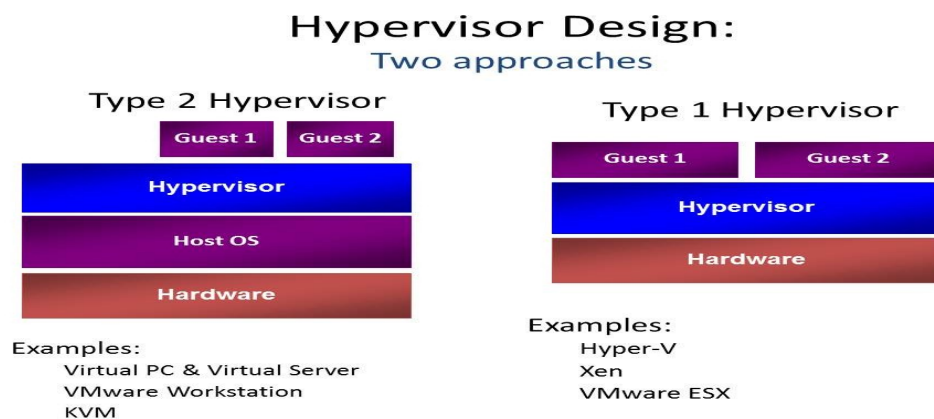 Hypervisor Design:
Two approaches
Type 2 Hypervisor
Guest 1 Guest 2
Hypervisor
Host OS
Hardware
Examples:
Virtual PC & Virtual Server
VMware Workstation
KVM
Type 1 Hypervisor
Guest 1 Guest 2
Hypervisor
Hardware
Examples:
Hyper-V
Xen
VMware ESX